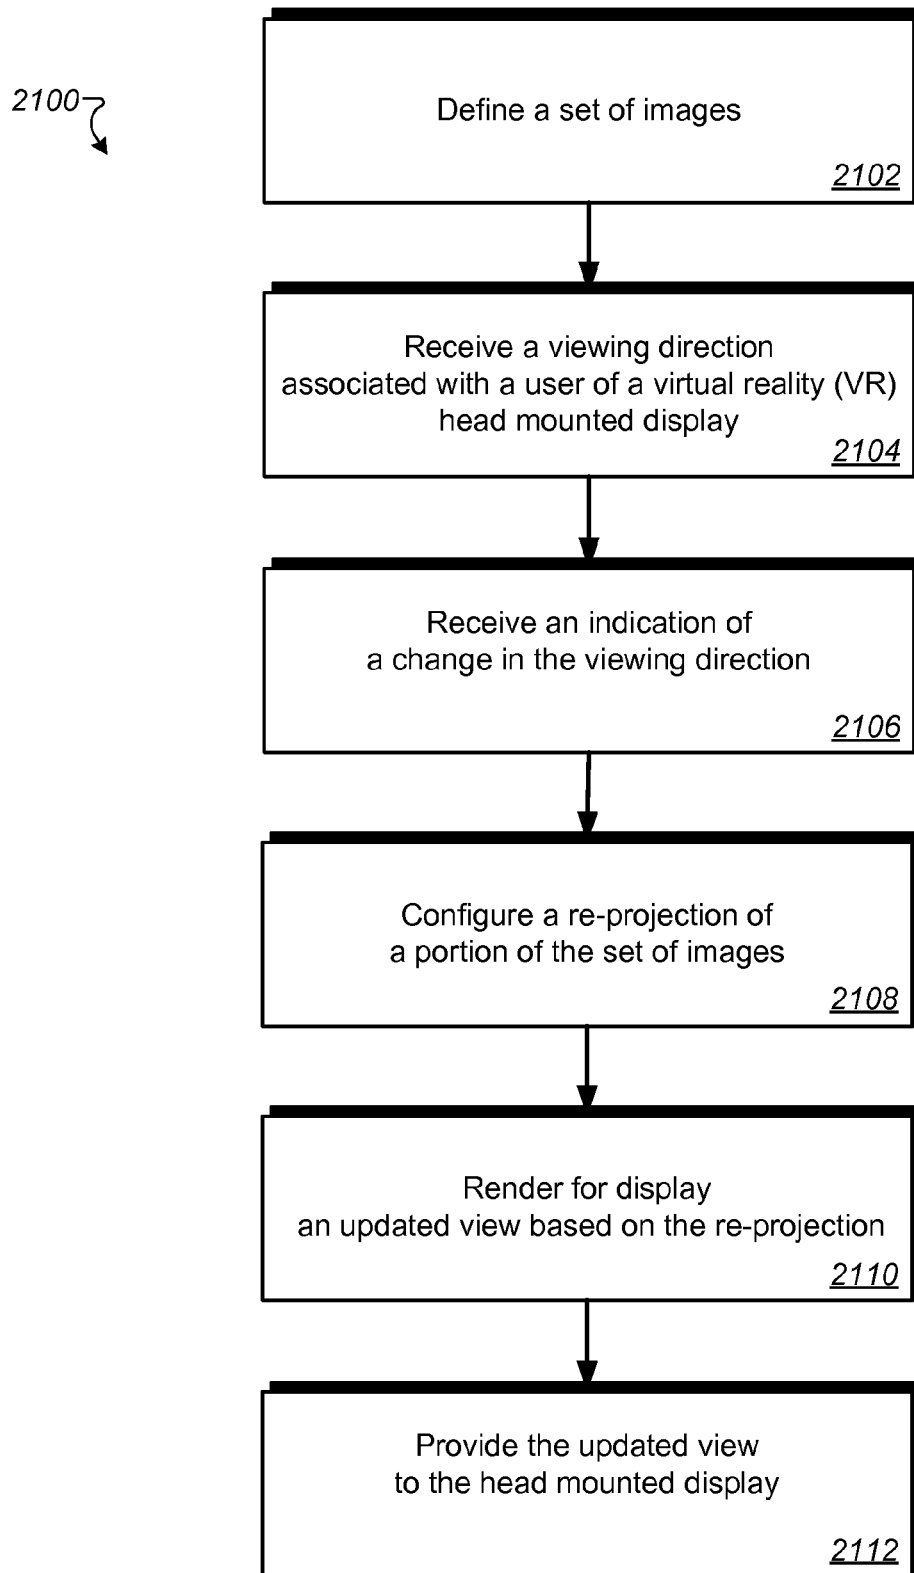 2100
Define a set of images
2102
Receive a viewing direction
associated with a user of a virtual reality (VR)
head mounted display
2104
Receive an indication of
a change in the viewing direction
2106
Configure a re-projection of
a portion of the set of images
2108
Render for display
an updated view based on the re-projection
2110
Provide the updated view
to the head mounted display
2112